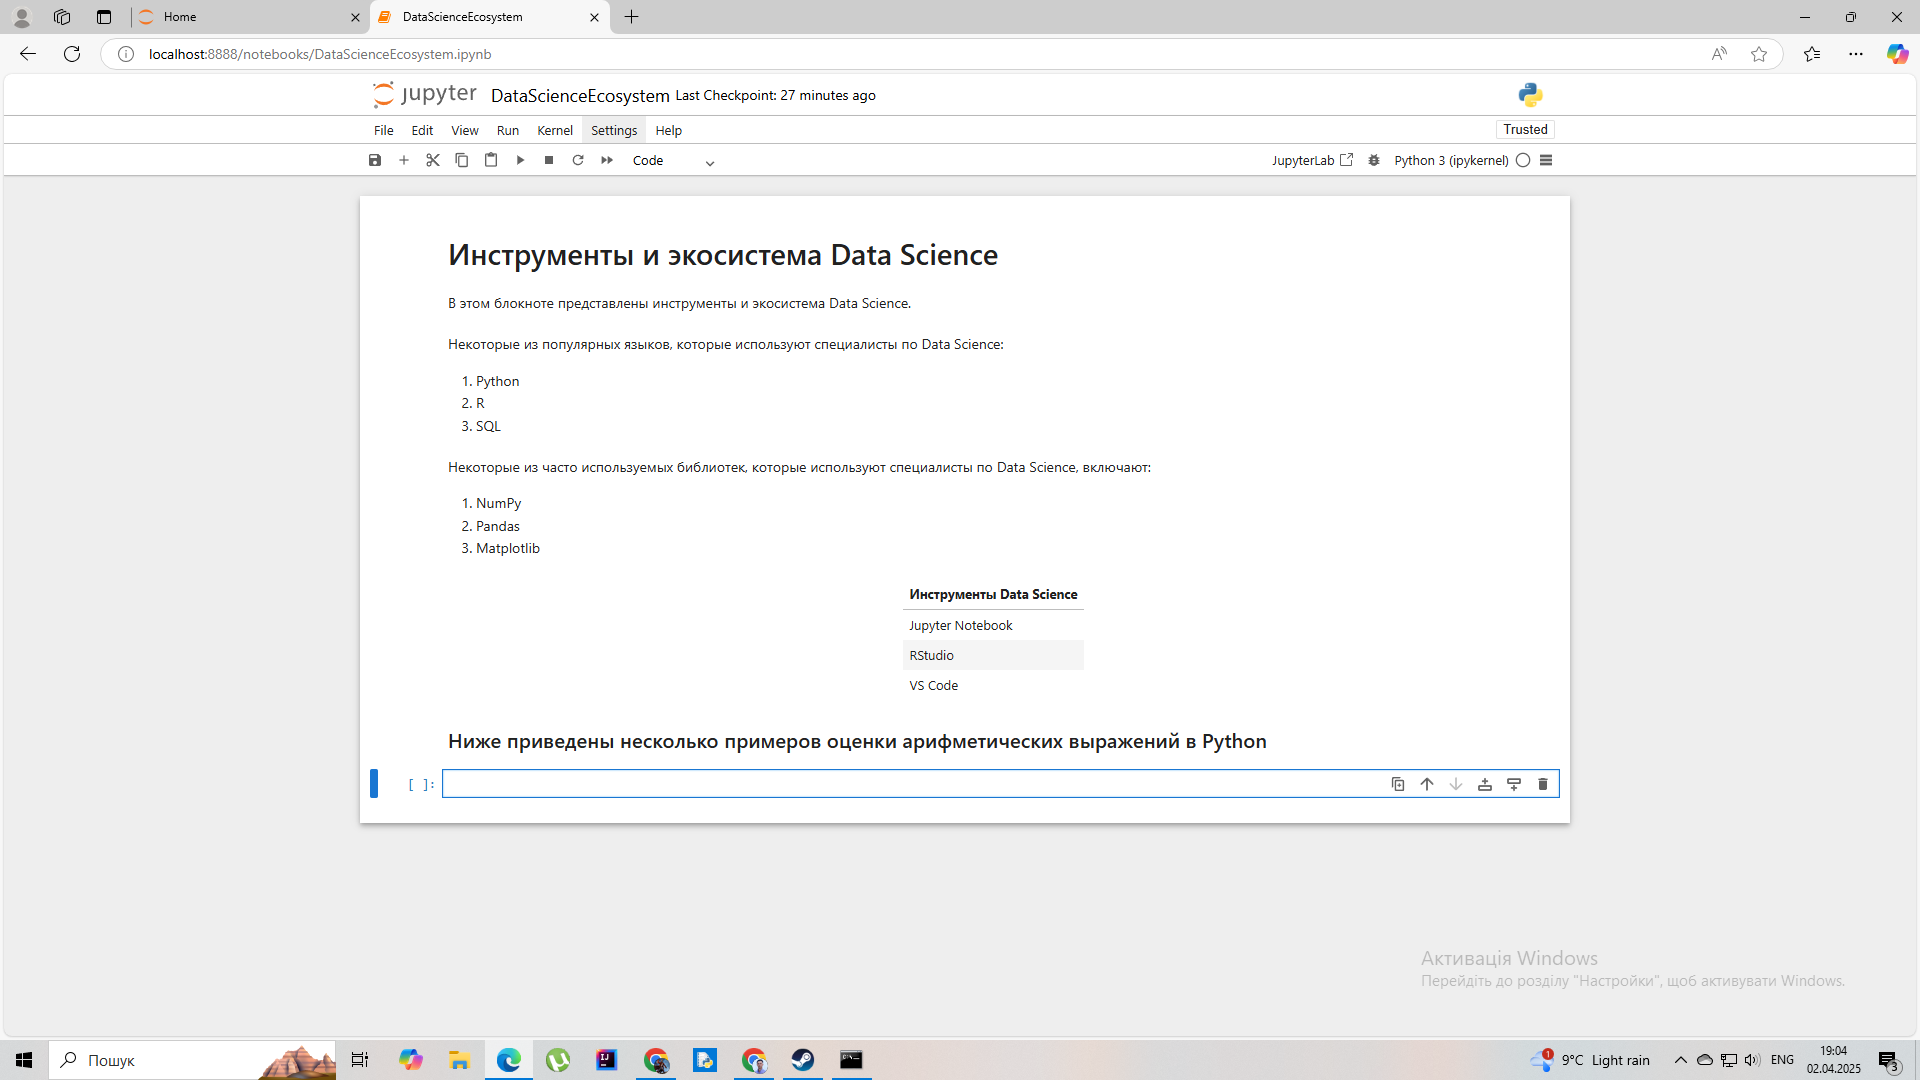 Home
DataScienceEcosystem
localhost:8888/notebooks/DataScienceEcosystem.ipynb
jupyter DataScienceEcosystem Last Checkpoint: 27 minutes ago
File Edit View Run Kernel Settings Help Trusted
Code JupyterLab Python 3 (ipykernel)
Инструменты и экосистема Data Science
В этом блокноте представлены инструменты и экосистема Data Science.
Некоторые из популярных языков, которые используют специалисты по Data Science:
1. Python
2. R
3. SQL
Некоторые из часто используемых библиотек, которые используют специалисты по Data Science, включают:
1. NumPy
2. Pandas
3. Matplotlib
Инструменты Data Science
Jupyter Notebook
RStudio
VS Code
Ниже приведены несколько примеров оценки арифметических выражений в Python
[ ]:
Активація Windows
Перейдіть до розділу "Настройки", щоб активувати Windows.
Пошук
1
9°C Light rain
ENG
19:04
02.04.2025
3